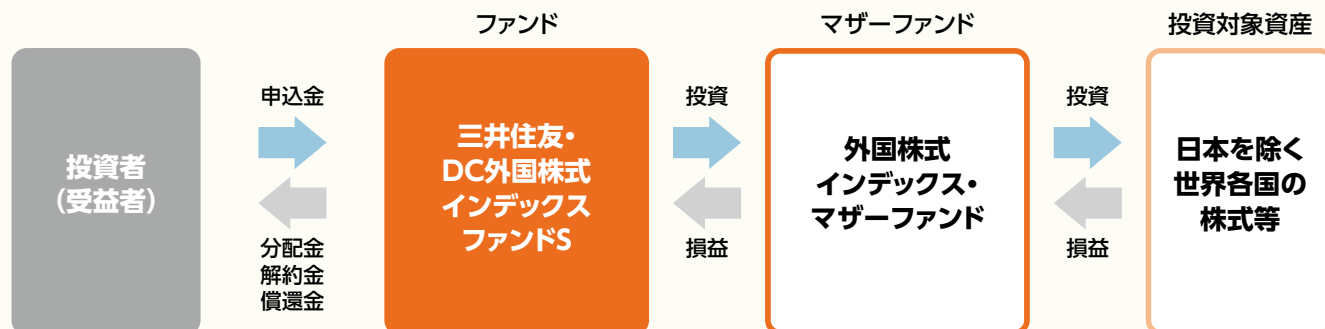 ファンド
マザーファンド
投資対象資産
投資者
(受益者)
申込金
分配金
解約金
償還金
三井住友・
DC外国株式
インデックス
ファンドS
投資
損益
外国株式
インデックス・
マザーファンド
投資
損益
日本を除く
世界各国の
株式等